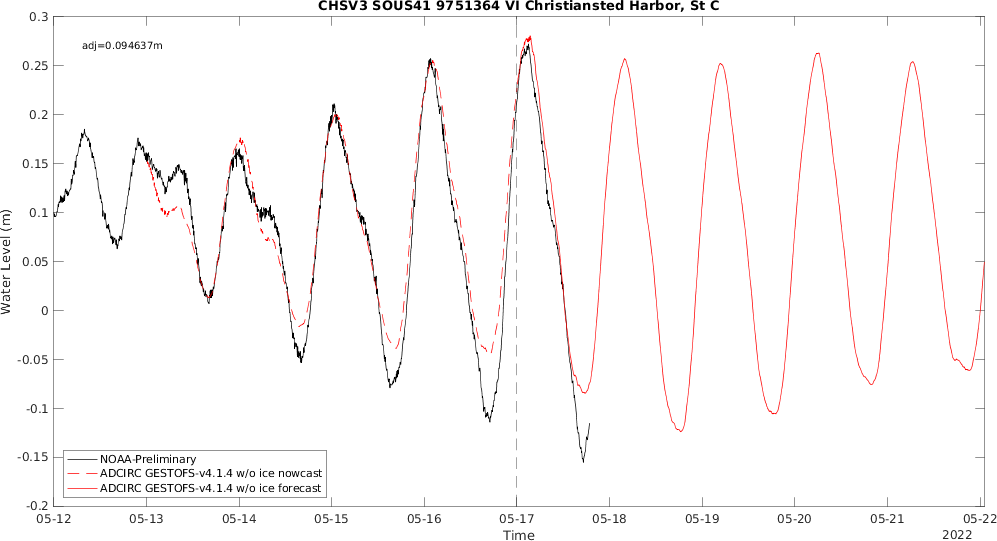 CHSV3 SOUS41 9751364 VI Christiansted Harbor, St C
adj=0.094637m
0.3
0.25
0.2
0.15
0.1
0.05
0
-0.05
-0.1
-0.15
-0.2
Water Level (m)
NOAA-Preliminary
ADCIRC GESTOFS-v4.1.4 w/o ice nowcast
ADCIRC GESTOFS-v4.1.4 w/o ice forecast
05-12 05-13 05-14 05-15 05-16 05-17 05-18 05-19 05-20 05-21 05-22
Time
2022